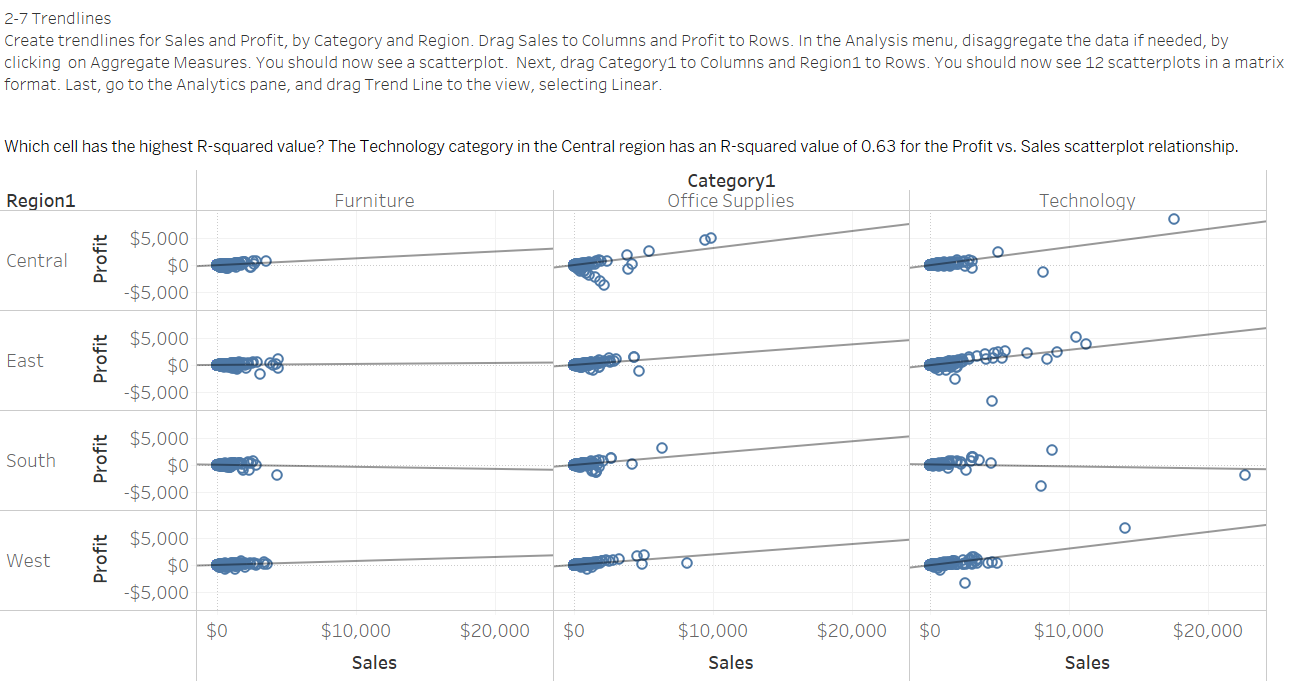 2-7 Trendlines
Create trendlines for Sales and Profit, by Category and Region. Drag Sales to Columns and Profit to Rows. In the Analysis menu, disaggregate the data if needed, by
clicking on Aggregate Measures. You should now see a scatterplot. Next, drag Category1 to Columns and Region1 to Rows. You should now see 12 scatterplots in a matrix
format. Last, go to the Analytics pane, and drag Trend Line to the view, selecting Linear.
Which cell has the highest R-squared value? The Technology category in the Central region has an R-squared value of 0.63 for the Profit vs. Sales scatterplot relationship.
Category1
Region1 Furniture Office Supplies Technology
Central Profit $5,000 $0 -$5,000
East Profit $5,000 $0 -$5,000
South Profit $5,000 $0 -$5,000
West Profit $5,000 $0 -$5,000
$0 $10,000 $20,000 $0 $10,000 $20,000 $0 $10,000 $20,000
Sales Sales Sales